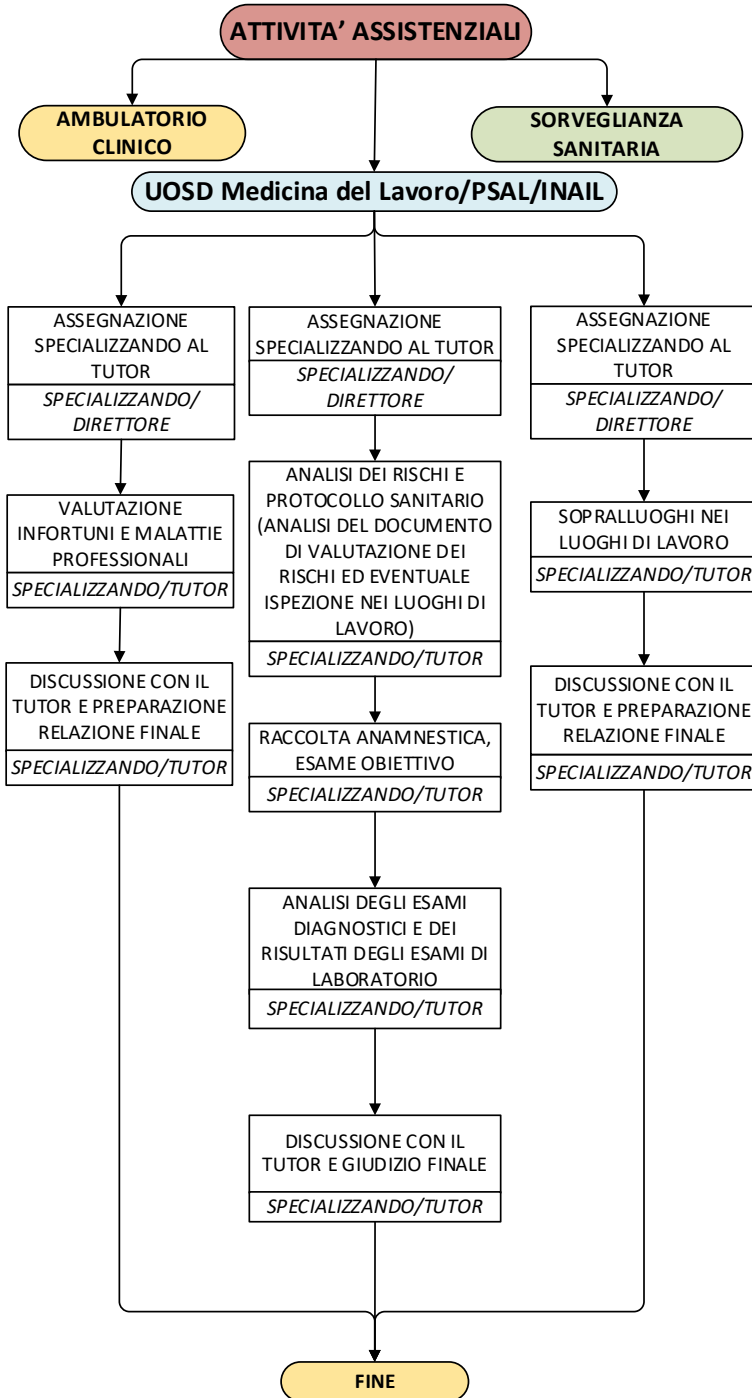 ATTIVITA’ ASSISTENZIALI
AMBULATORIO
CLINICO
SORVEGLIANZA
SANITARIA
UOSD Medicina del Lavoro/PSAL/INAIL
ASSEGNAZIONE
SPECIALIZZANDO AL
TUTOR
SPECIALIZZANDO/
DIRETTORE
VALUTAZIONE
INFORTUNI E MALATTIE
PROFESSIONALI
SPECIALIZZANDO/TUTOR
DISCUSSIONE CON IL
TUTOR E PREPARAZIONE
RELAZIONE FINALE
SPECIALIZZANDO/TUTOR
ASSEGNAZIONE
SPECIALIZZANDO AL TUTOR
SPECIALIZZANDO/
DIRETTORE
ANALISI DEI RISCHI E
PROTOCOLLO SANITARIO
(ANALISI DEL DOCUMENTO
DI VALUTAZIONE DEI
RISCHI ED EVENTUALE
ISPEZIONE NEI LUOGHI DI
LAVORO)
SPECIALIZZANDO/TUTOR
RACCOLTA ANAMNESTICA,
ESAME OBIETTIVO
SPECIALIZZANDO/TUTOR
ANALISI DEGLI ESAMI
DIAGNOSTICI E DEI
RISULTATI DEGLI ESAMI DI
LABORATORIO
SPECIALIZZANDO/TUTOR
DISCUSSIONE CON IL
TUTOR E GIUDIZIO FINALE
SPECIALIZZANDO/TUTOR
ASSEGNAZIONE
SPECIALIZZANDO AL
TUTOR
SPECIALIZZANDO/
DIRETTORE
SOPRALLUOGHI NEI
LUOGHI DI LAVORO
SPECIALIZZANDO/TUTOR
DISCUSSIONE CON IL
TUTOR E PREPARAZIONE
RELAZIONE FINALE
SPECIALIZZANDO/TUTOR
FINE